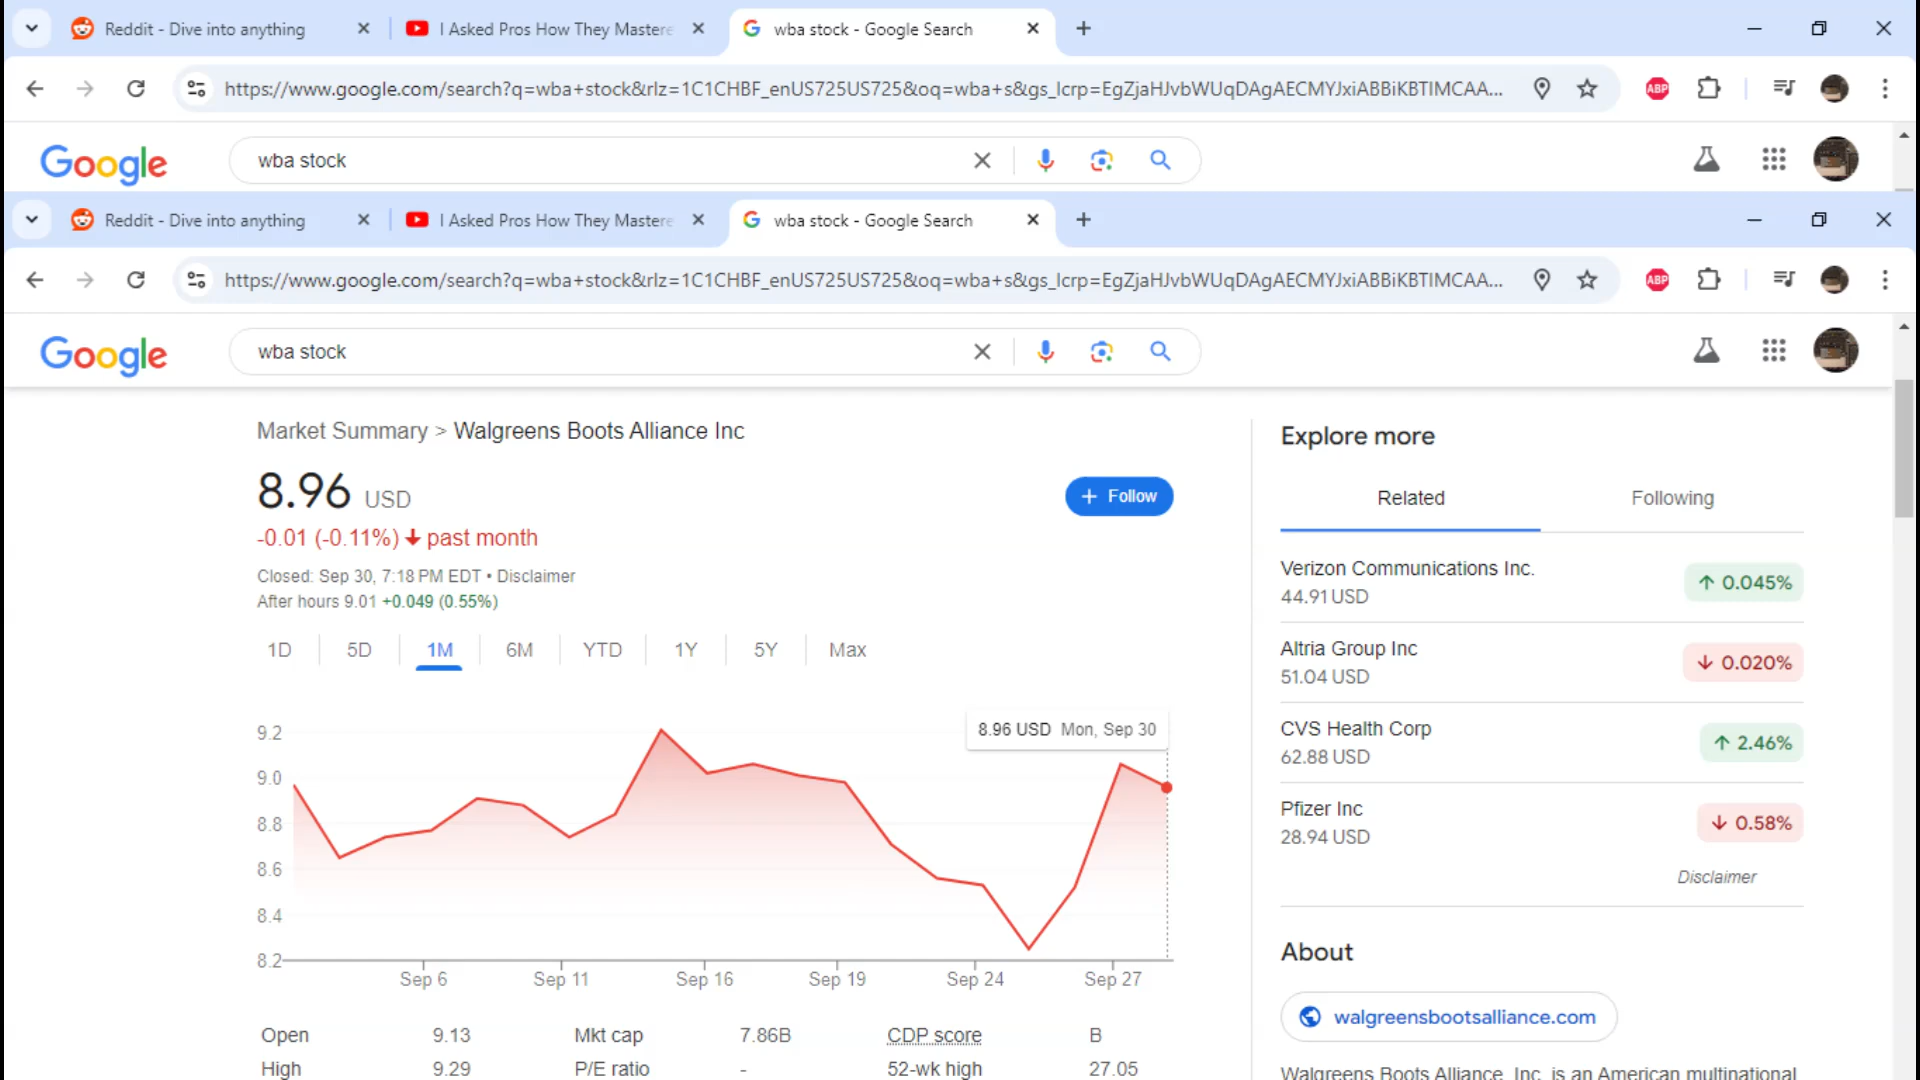 Reddit - Dive into anything
I Asked Pros How They Mastere
wba stock - Google Search
https://www.google.com/search?q=wba+stock&rlz=1C1CHBF_enUS725US725&oq=wba+s&gs_lcrp=EgZjaHJvbWUqDAgAECMYJxiABBiKBTIMCAA...
ABP
Google
wba stock
Reddit - Dive into anything
I Asked Pros How They Mastere
wba stock - Google Search
https://www.google.com/search?q=wba+stock&rlz=1C1CHBF_enUS725US725&oq=wba+s&gs_lcrp=EgZjaHJvbWUqDAgAECMYJxiABBiKBTIMCAA...
ABP
Google
wba stock
Market Summary > Walgreens Boots Alliance Inc
8.96 USD
+ Follow
-0.01 (-0.11%) past month
Closed: Sep 30, 7:18 PM EDT • Disclaimer
After hours 9.01 +0.049 (0.55%)
1D 5D 1M 6M YTD 1Y 5Y Max
8.96 USD Mon, Sep 30
9.2
9.0
8.8
8.6
8.4
8.2
Sep 6 Sep 11 Sep 16 Sep 19 Sep 24 Sep 27
Open 9.13 Mkt cap 7.86B CDP score B
High 9.29 P/E ratio - 52-wk high 27.05
Explore more
Related Following
Verizon Communications Inc.
44.91 USD
0.045%
Altria Group Inc
51.04 USD
0.020%
CVS Health Corp
62.88 USD
2.46%
Pfizer Inc
28.94 USD
0.58%
Disclaimer
About
walgreensbootsalliance.com
Walgreens Boots Alliance, Inc. is an American multinational